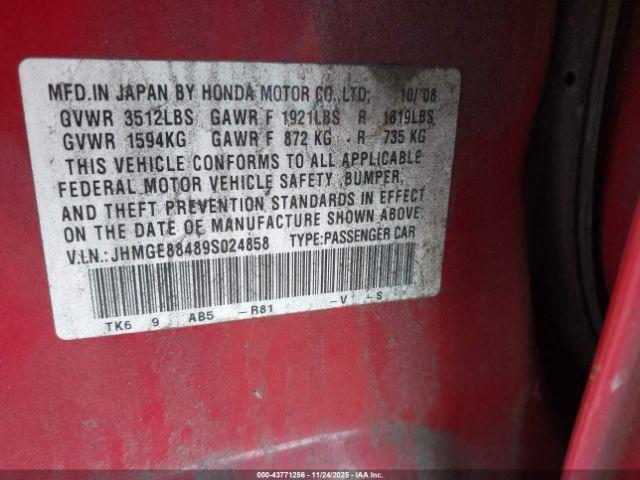 MFD.IN JAPAN BY HONDA MOTOR CO.,LTD, 10/'08
GVWR 3512LBS GAWR F 1921LBS R 1619LBS
GVWR 1594KG GAWR F 872 KG R 735 KG
THIS VEHICLE CONFORMS TO ALL APPLICABLE
FEDERAL MOTOR VEHICLE SAFETY ,BUMPER,
AND THEFT PREVENTION STANDARDS IN EFFECT
ON THE DATE OF MANUFACTURE SHOWN ABOVE.
V.I.N.: JHMGE88489S024858 TYPE:PASSENGER CAR
TK6 9 AB5 -R81 -V -S
000-43771256 - 11/24/2025 - IAAI.COM